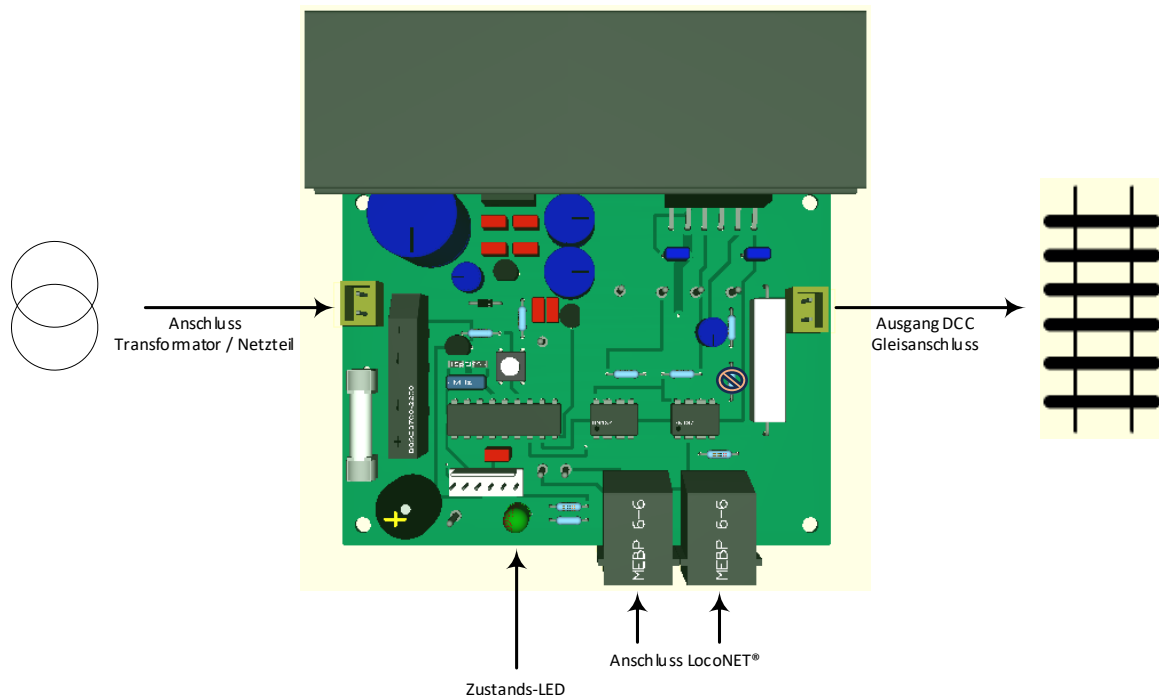 Anschluss
Transformator / Netzteil
Ausgang DCC
Gleisanschluss
+
MEBP 6-6
MEBP 6-6
Anschluss LocoNET®
Zustands-LED